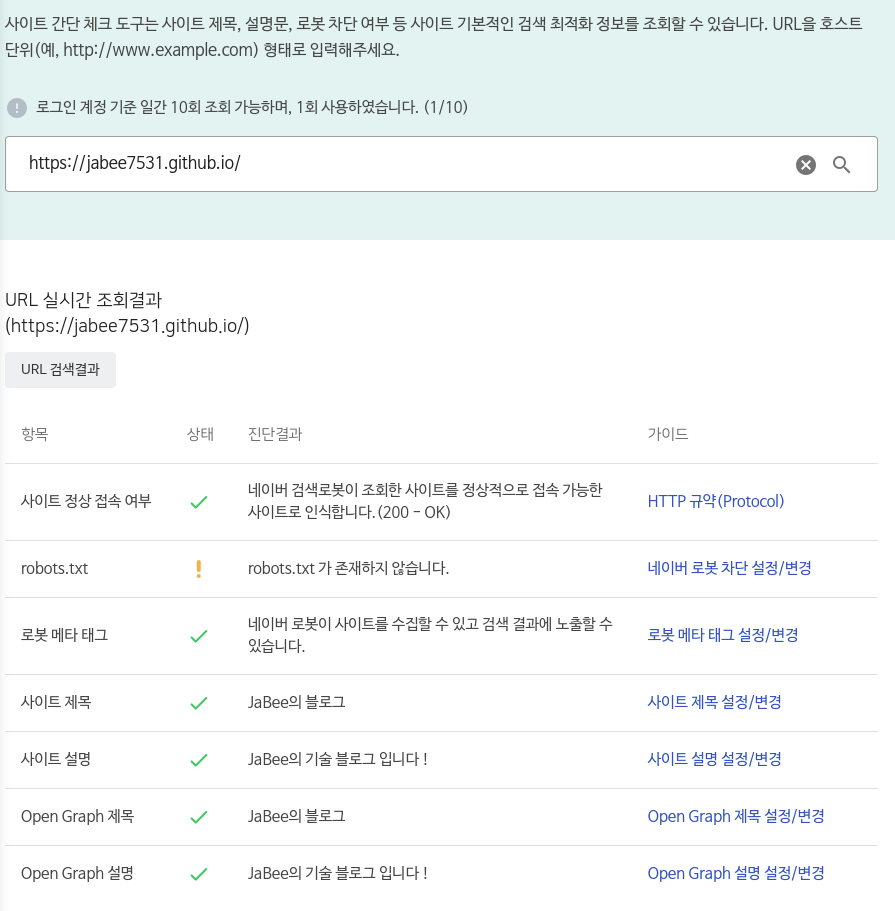 사이트 간단 체크 도구는 사이트 제목, 설명문, 로봇 차단 여부 등 사이트 기본적인 검색 최적화 정보를 조회할 수 있습니다. URL을 호스트
단위(예, http://www.example.com) 형태로 입력해주세요.
로그인 계정 기준 일간 10회 조회 가능하며, 1회 사용하였습니다. (1/10)
https://jabee7531.github.io/
URL 실시간 조회결과
(https://jabee7531.github.io/)
URL 검색결과
항목 상태 진단결과 가이드
사이트 정상 접속 여부 네이버 검색로봇이 조회한 사이트를 정상적으로 접속 가능한 HTTP 규약(Protocol)
사이트로 인식합니다.(200 - OK)
robots.txt robots.txt 가 존재하지 않습니다. 네이버 로봇 차단 설정/변경
로봇 메타 태그 네이버 로봇이 사이트를 수집할 수 있고 검색 결과에 노출할 수 로봇 메타 태그 설정/변경
있습니다.
사이트 제목 JaBee의 블로그 사이트 제목 설정/변경
사이트 설명 JaBee의 기술 블로그 입니다 ! 사이트 설명 설정/변경
Open Graph 제목 JaBee의 블로그 Open Graph 제목 설정/변경
Open Graph 설명 JaBee의 기술 블로그 입니다 ! Open Graph 설명 설정/변경